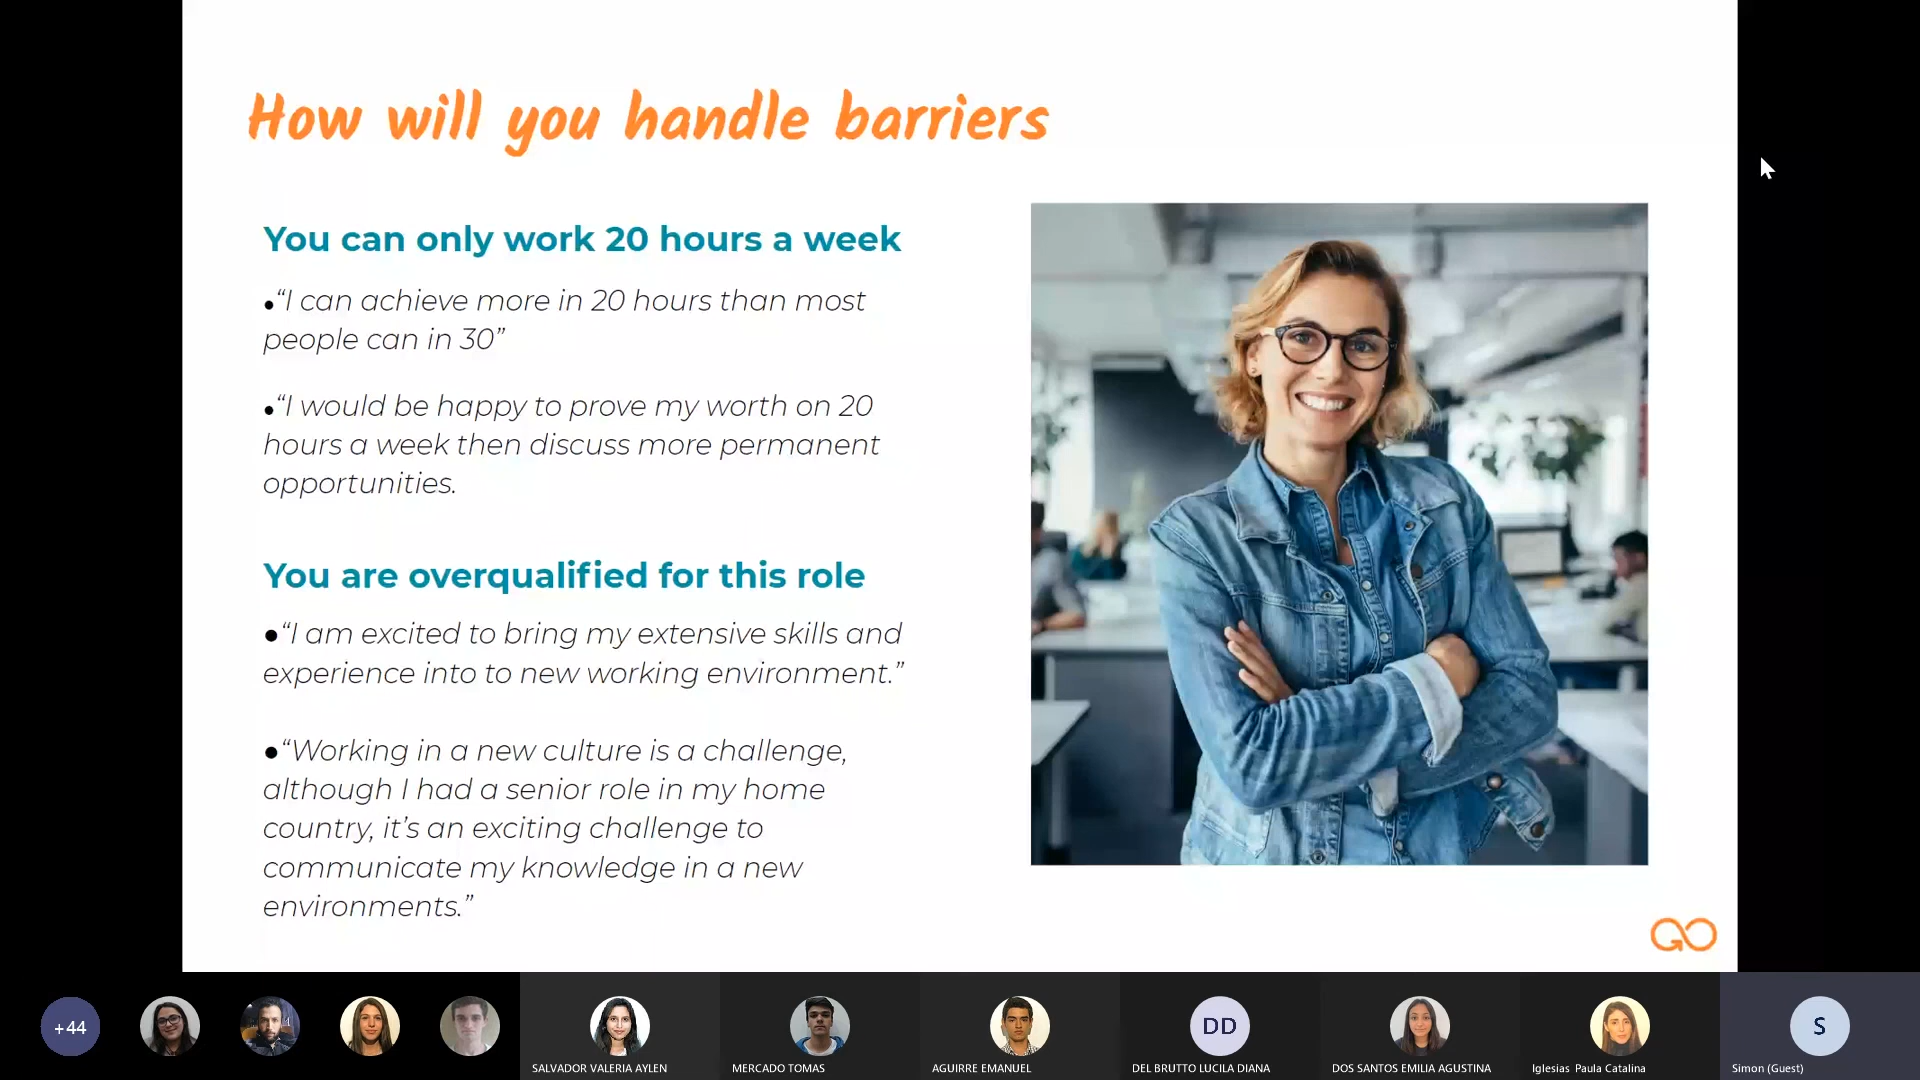 How will you handle barriers
You can only work 20 hours a week
●“I can achieve more in 20 hours than most
people can in 30”
●“I would be happy to prove my worth on 20
hours a week then discuss more permanent
opportunities.
You are overqualified for this role
●“I am excited to bring my extensive skills and
experience into to new working environment.”
●“Working in a new culture is a challenge,
although I had a senior role in my home
country, it’s an exciting challenge to
communicate my knowledge in a new
environments.”
GO
+44
DD
S
SALVADOR VALERIA AYLEN
MERCADO TOMAS
AGUIRRE EMANUEL
DEL BRUTTO LUCILA DIANA
DOS SANTOS EMILIA AGUSTINA
Iglesias Paula Catalina
Simon (Guest)